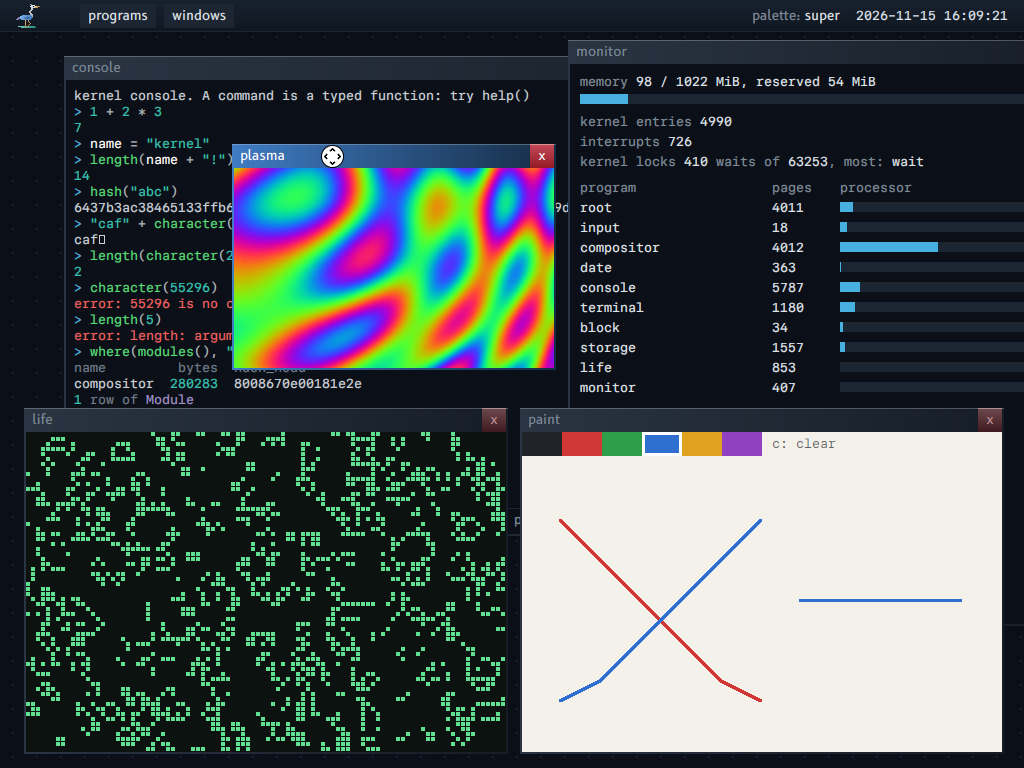 programs windows palette: super 2026-11-15 16:09:21
console
kernel console. A command is a typed function: try help()
> 1 + 2 * 3
7
> name = "kernel"
> length(name + "!")
14
> hash("abc")
6437b3ac38465133ffb6
> "caf" + character(
caf
> length(character(2
2
> character(55296)
error: 55296 is no c
> length(5)
error: length: argum
> where(modules(), "
name bytes
compositor 280283 8008670e00181e2e
1 row of Module
plasma x
monitor
memory 98 / 1022 MiB, reserved 54 MiB
kernel entries 4990
interrupts 726
kernel locks 410 waits of 63253, most: wait
program pages processor
root 4011
input 18
compositor 4012
date 363
console 5787
terminal 1180
block 34
storage 1557
life 853
monitor 407
life x
paint x
c: clear